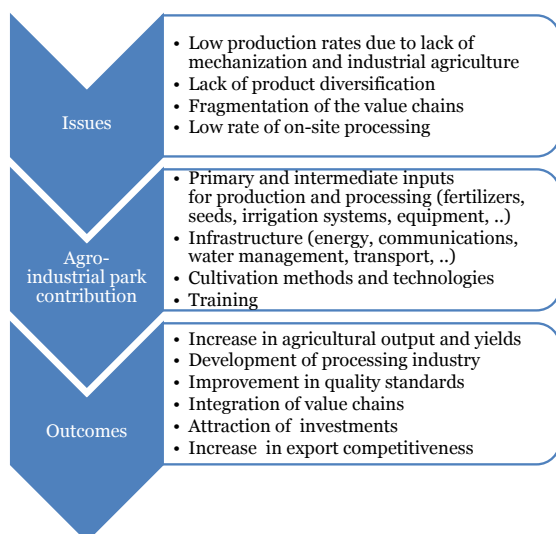 Issues
• Low production rates due to lack of
mechanization and industrial agriculture
• Lack of product diversification
• Fragmentation of the value chains
• Low rate of on-site processing
Agro-
industrial park
contribution
• Primary and intermediate inputs
for production and processing (fertilizers,
seeds, irrigation systems, equipment, ..)
• Infrastructure (energy, communications,
water management, transport, ..)
• Cultivation methods and technologies
• Training
Outcomes
• Increase in agricultural output and yields
• Development of processing industry
• Improvement in quality standards
• Integration of value chains
• Attraction of investments
• Increase in export competitiveness